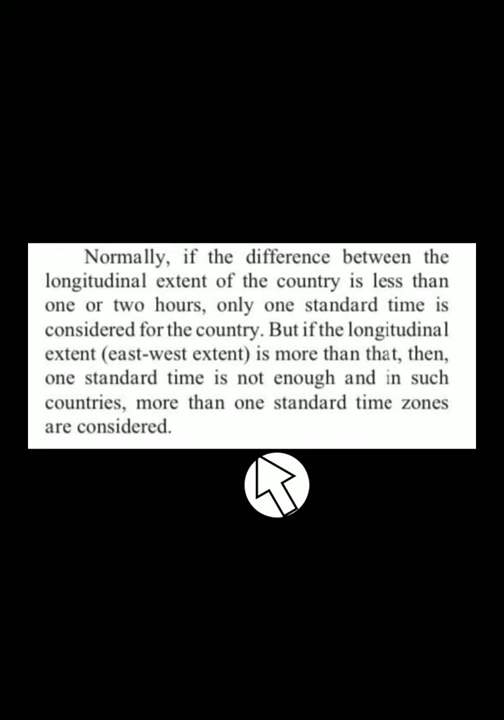 Normally, if the difference between the
longitudinal extent of the country is less than
one or two hours, only one standard time is
considered for the country. But if the longitudinal
extent (east-west extent) is more than that, then,
one standard time is not enough and in such
countries, more than one standard time zones
are considered.